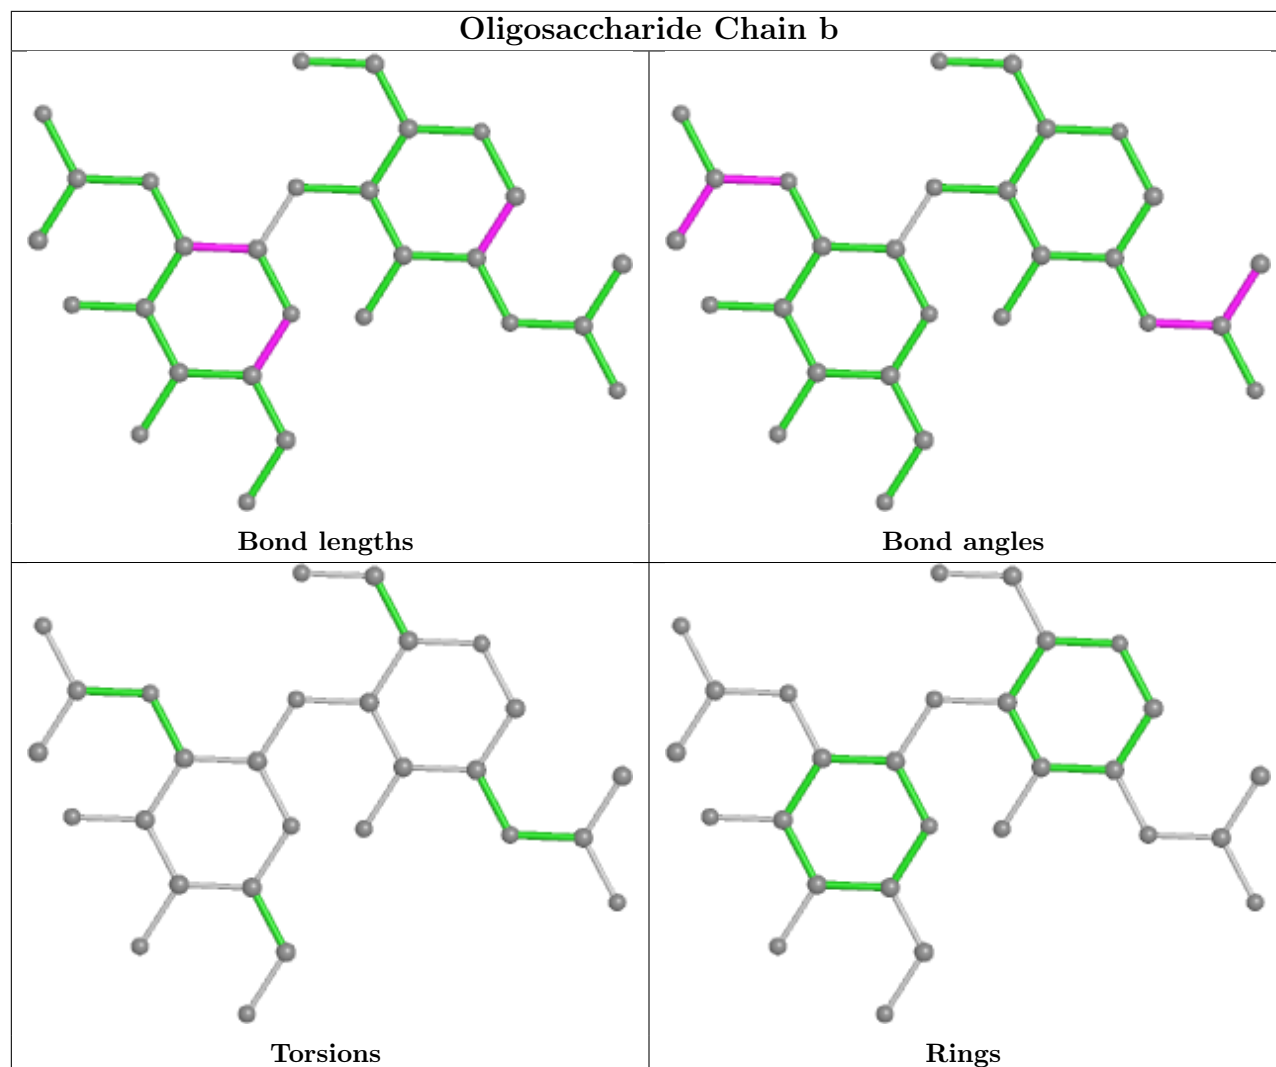 Oligosaccharide Chain b
Bond lengths
Bond angles
Torsions
Rings